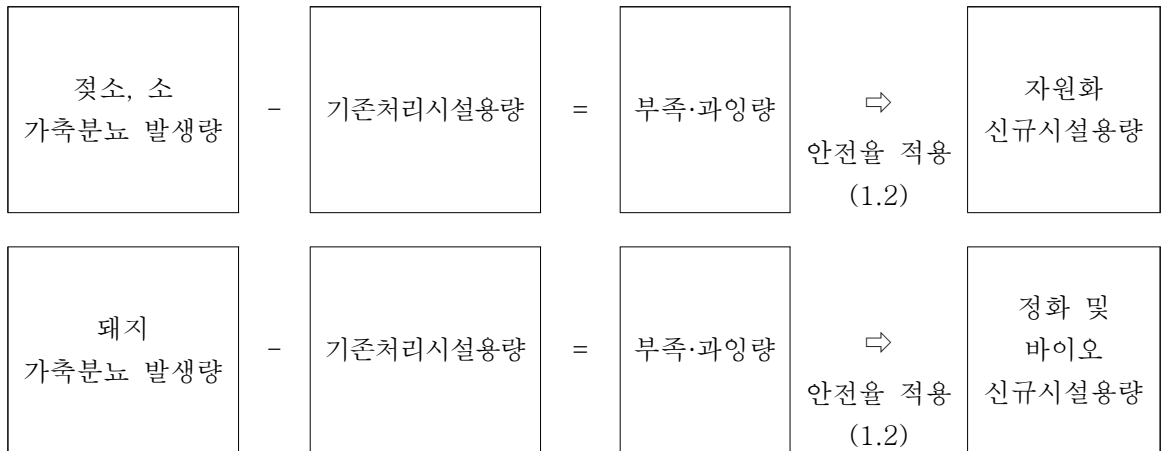 젖소, 소
가축분뇨 발생량
-
기존처리시설용량
=
부족·과잉량
⇨
안전율 적용
(1.2)
자원화
신규시설용량
돼지
가축분뇨 발생량
-
기존처리시설용량
=
부족·과잉량
⇨
안전율 적용
(1.2)
정화 및
바이오
신규시설용량